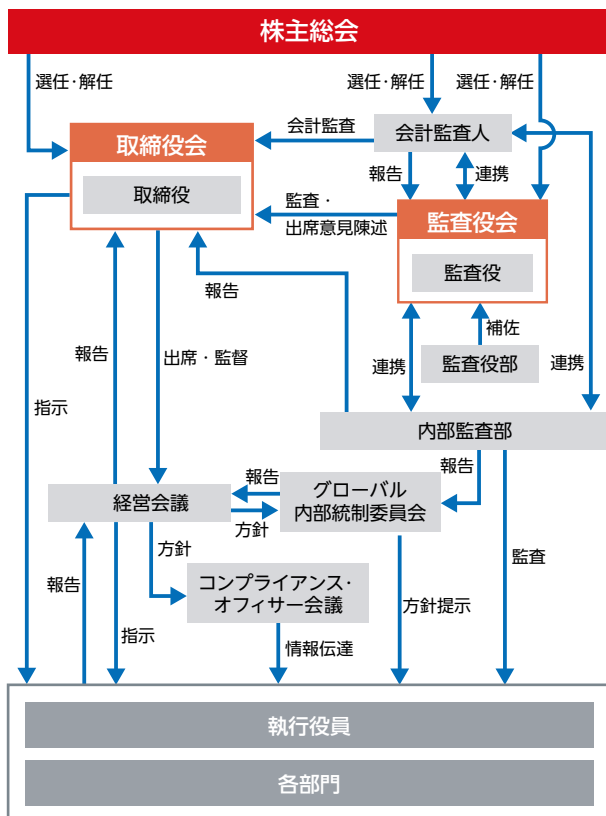 株主総会
選任・解任
選任・解任
選任・解任
取締役会
取締役
会計監査
会計監査人
報告
連携
監査・
出席意見陳述
監査役会
監査役
報告
補佐
監査役部
報告
出席・監督
連携
連携
指示
内部監査部
報告
報告
経営会議
グローバル
内部統制委員会
方針
方針
監査
報告
コンプライアンス・
オフィサー会議
方針提示
指示
情報伝達
執行役員
各部門